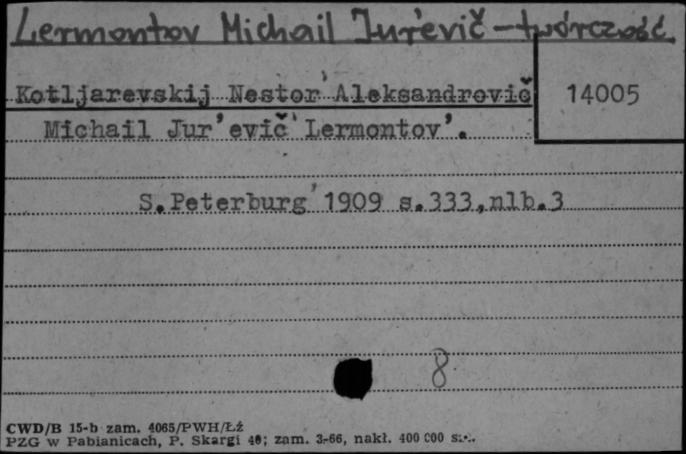 Lermontov Michail Jur'evič – twórczość.
Kotljarevskij Nestor' Aleksandrovič
14005
Michail Jur'evič' Lermontov'.
S.Peterburg' 1909 s.333,nlb.3
8
CWD/B 15-b zam. 4065/PWH/Łź
PZG w Pabianicach, P. Skargi 40; zam. 3-66, nakł. 400 000 szt.